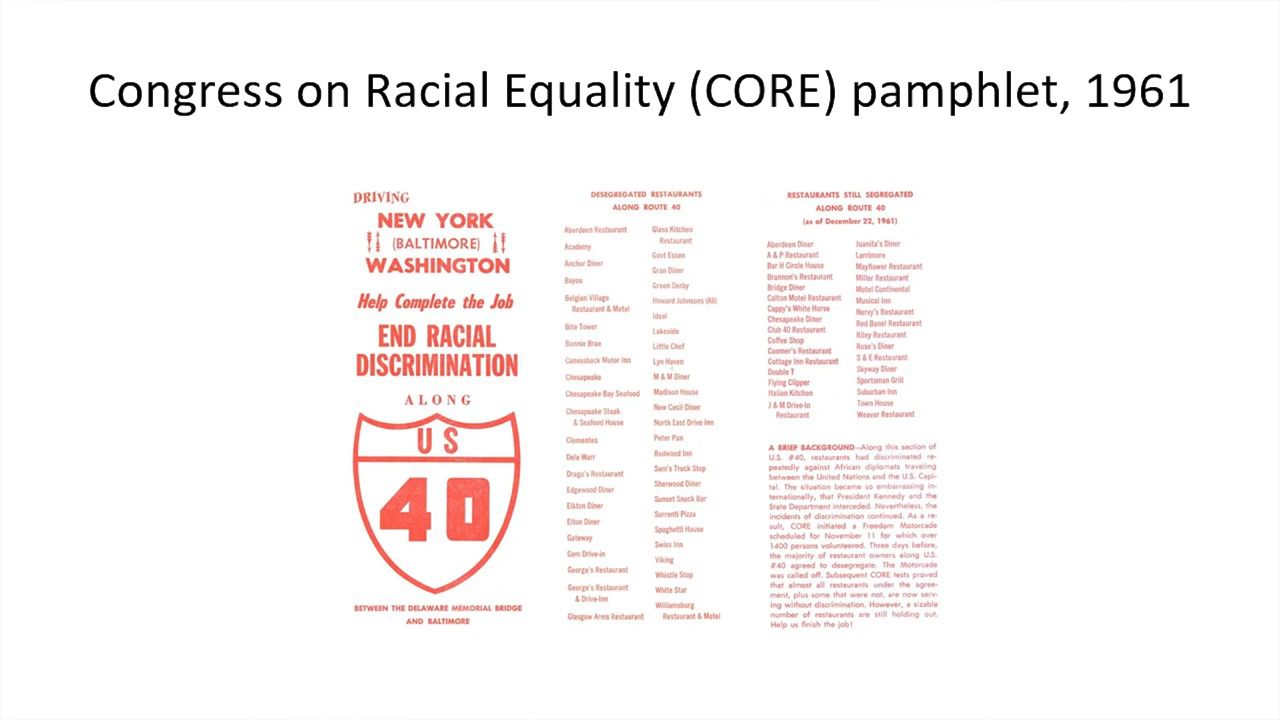 Congress on Racial Equality (CORE) pamphlet, 1961
DRIVING
NEW YORK
(BALTIMORE)
WASHINGTON
Help Complete the Job
END RACIAL
DISCRIMINATION
ALONG
US
40
BETWEEN THE DELAWARE MEMORIAL BRIDGE
AND BALTIMORE
DESEGREGATED RESTAURANTS
ALONG ROUTE 40
Aberdeen Restaurant
Academy
Anchor Diner
Bayou
Belgian Village
Restaurant & Motel
Bite Tower
Bonnie Brae
Canvasback Motor Inn
Chesapeake
Chesapeake Bay Seafood
Chesapeake Steak
& Seafood House
Clementes
Dela Warr
Drago's Restaurant
Edgewood Diner
Elkton Diner
Elton Diner
Gateway
Gem Drive-in
George's Restaurant
George's Restaurant
& Drive-Inn
Glasgow Arms Restaurant
Glass Kitchen
Restaurant
Goot Essen
Gran Diner
Green Derby
Howard Johnsons (All)
Ideal
Lakeside
Little Chef
Lyn Haven
M & M Diner
Madison House
New Cecil Diner
North East Drive Inn
Peter Pan
Redwood Inn
Sam's Truck Stop
Sherwood Diner
Sunset Snack Bar
Sorrenti Pizza
Spaghetti House
Swiss Inn
Viking
Whistle Stop
White Star
Williamsburg
Restaurant & Motel
RESTAURANTS STILL SEGREGATED
ALONG ROUTE 40
(as of December 22, 1961)
Aberdeen Diner
A & P Restaurant
Bar H Circle House
Brannon's Restaurant
Bridge Diner
Calton Motel Restaurant
Cappy's White Horse
Chesapeake Diner
Club 40 Restaurant
Coffee Shop
Coomer's Restaurant
Cottage Inn Restaurant
Double T
Flying Clipper
Italian Kitchen
J & M Drive-In
Restaurant
Juanita's Diner
Larrimore
Mayflower Restaurant
Miller Restaurant
Motel Continental
Musical Inn
Nervy's Restaurant
Red Banel Restaurant
Riley Restaurant
Rose's Diner
S & E Restaurant
Skyway Diner
Sportsman Grill
Suburban Inn
Town House
Weaver Restaurant
A BRIEF BACKGROUND—Along this section of
U.S. #40, restaurants had discriminated re-
peatedly against African diplomats traveling
between the United Nations and the U.S. Capi-
tal. The situation became so embarrassing in-
ternationally, that President Kennedy and the
State Department interceded. Nevertheless, the
incidents of discrimination continued. As a re-
sult, CORE initiated a Freedom Motorcade
scheduled for November 11 for which over
1400 persons volunteered. Three days before,
the majority of restaurant owners along U.S.
#40 agreed to desegregate. The Motorcade
was called off. Subsequent CORE tests proved
that almost all restaurants under the agree-
ment, plus some that were not, are now serv-
ing without discrimination. However, a sizable
number of restaurants are still holding out.
Help us finish the job!